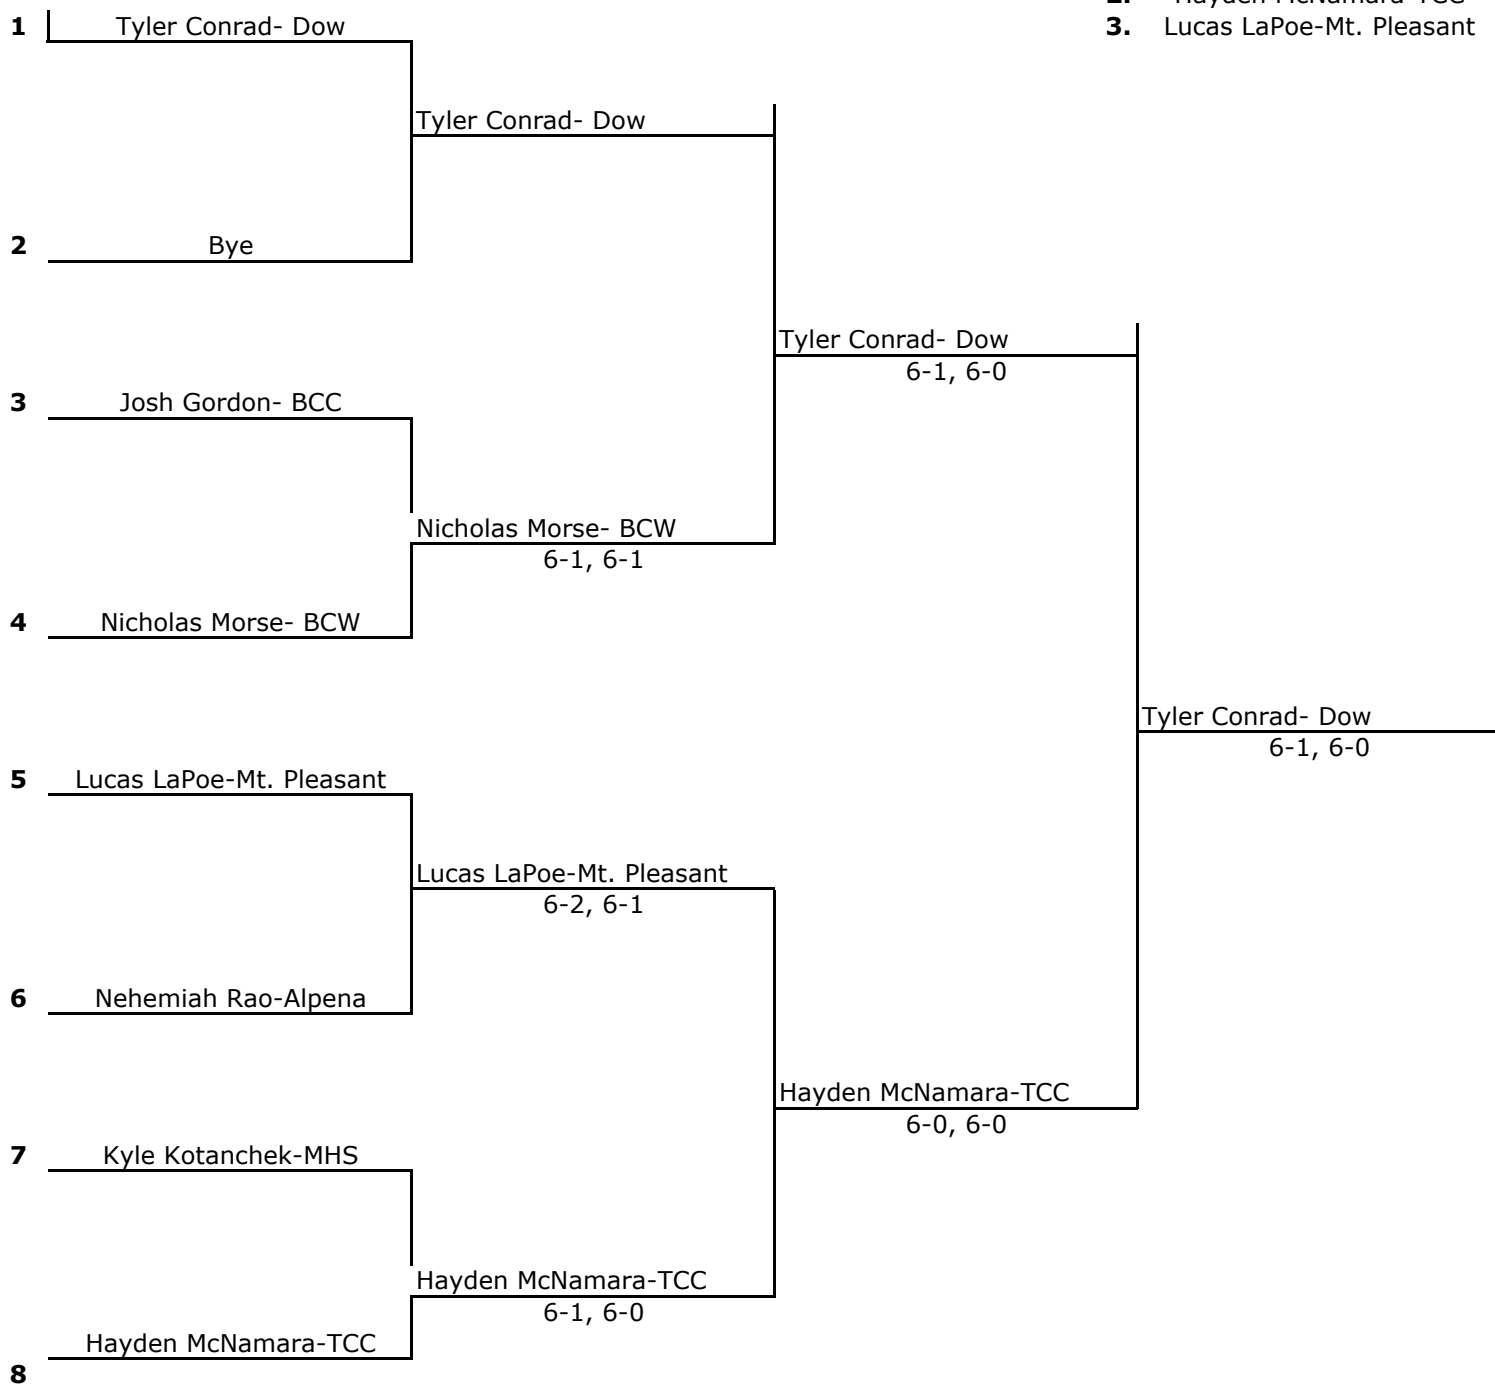 2. Hayden McNamara-TCC
1 Tyler Conrad- Dow
3. Lucas LaPoe-Mt. Pleasant
Tyler Conrad- Dow
2 Bye
Tyler Conrad- Dow
6-1, 6-0
3 Josh Gordon- BCC
Nicholas Morse- BCW
6-1, 6-1
4 Nicholas Morse- BCW
Tyler Conrad- Dow
6-1, 6-0
5 Lucas LaPoe-Mt. Pleasant
Lucas LaPoe-Mt. Pleasant
6-2, 6-1
6 Nehemiah Rao-Alpena
Hayden McNamara-TCC
6-0, 6-0
7 Kyle Kotanchek-MHS
Hayden McNamara-TCC
6-1, 6-0
Hayden McNamara-TCC
8